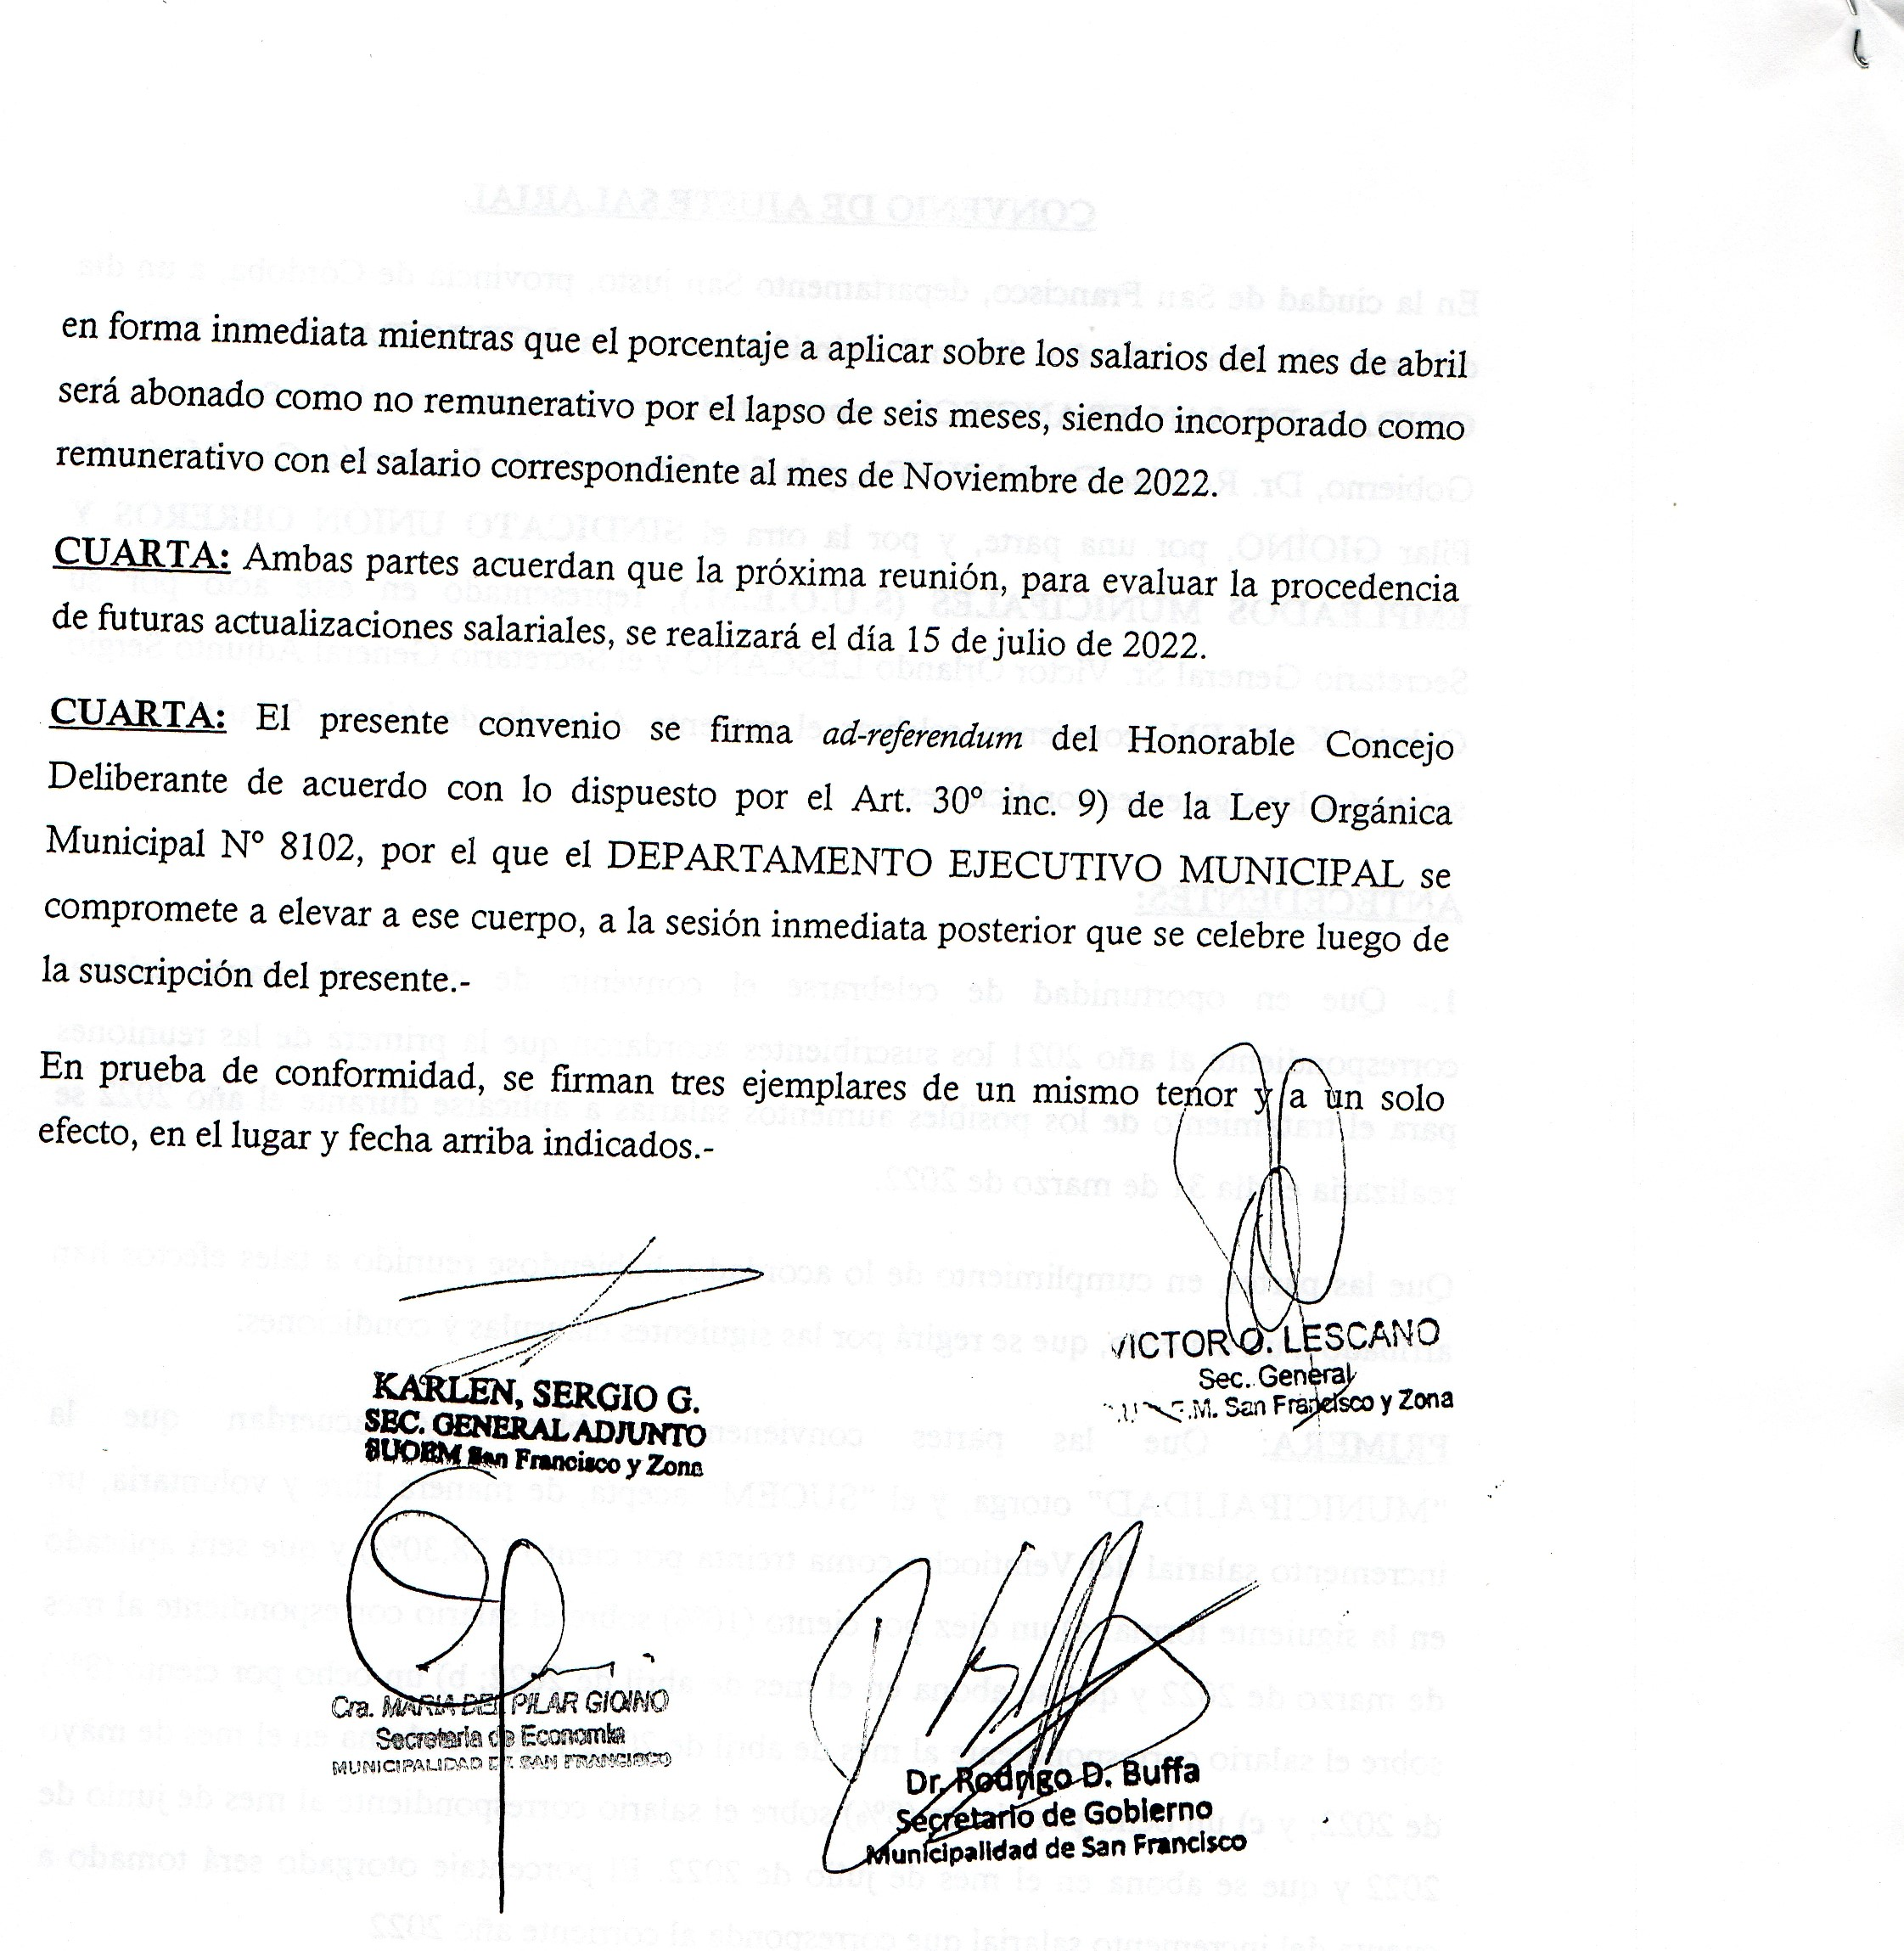 en forma inmediata mientras que el porcentaje a aplicar sobre los salarios del mes de abril
será abonado como no remunerativo por el lapso de seis meses, siendo incorporado como
remunerativo con el salario correspondiente al mes de Noviembre de 2022.
CUARTA: Ambas partes acuerdan que la próxima reunión, para evaluar la procedencia
de futuras actualizaciones salariales, se realizará el día 15 de julio de 2022.
CUARTA: El presente convenio se firma ad-referendum del Honorable Concejo
Deliberante de acuerdo con lo dispuesto por el Art. 30º inc. 9) de la Ley Orgánica
Municipal Nº 8102, por el que el DEPARTAMENTO EJECUTIVO MUNICIPAL se
compromete a elevar a ese cuerpo, a la sesión inmediata posterior que se celebre luego de
la suscripción del presente.-
En prueba de conformidad, se firman tres ejemplares de un mismo tenor y a un solo
efecto, en el lugar y fecha arriba indicados.-
VICTOR O. LESCANO
Sec. General
San Francisco y Zona
KARLEN, SERGIO G.
SEC. GENERAL ADJUNTO
SUOEM San Francisco y Zona
Cra. MARIA DEL PILAR GIOINO
Secretaria de Economía
MUNICIPALIDAD DE SAN FRANCISCO
Dr. Rodrigo D. Buffa
Secretario de Gobierno
Municipalidad de San Francisco